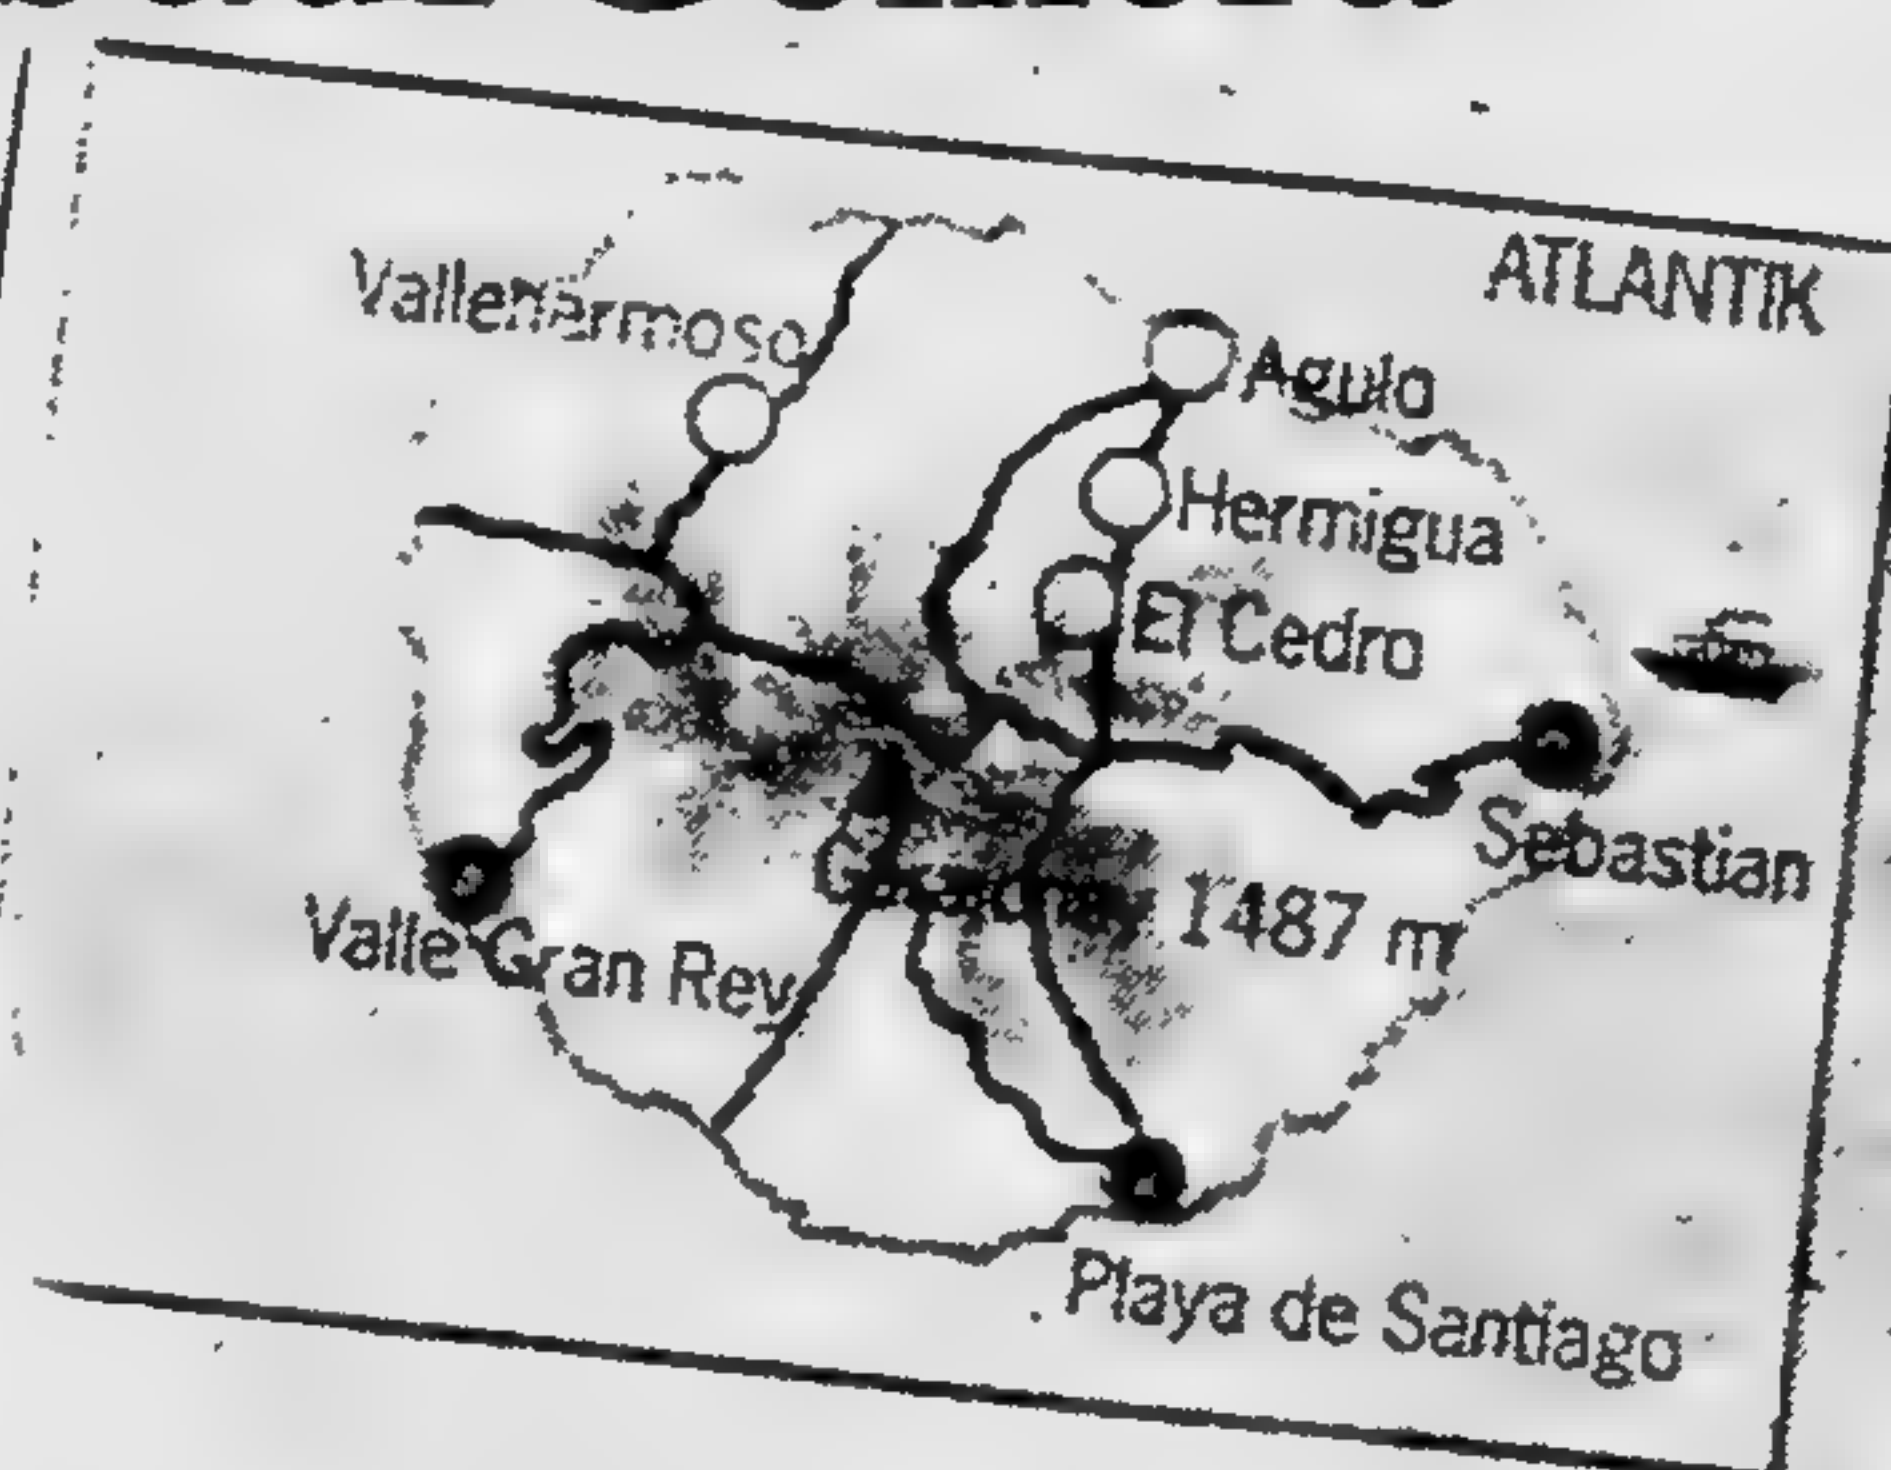 ATLANTIK
Vallehermoso
Agulo
Hermigua
El Cedro
Sebastian
1487 m
Valle Gran Rey
Playa de Santiago